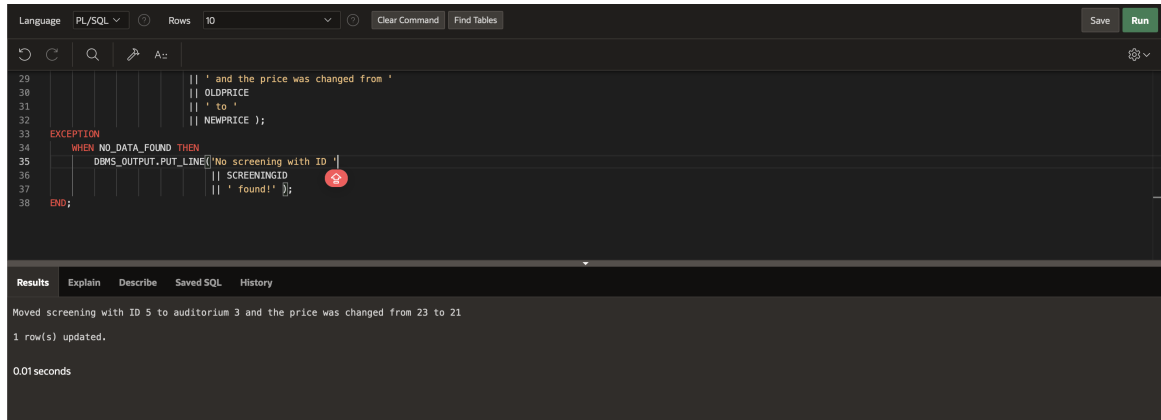 Language PL/SQL Rows 10 Clear Command Find Tables Save Run
A::
29 || ' and the price was changed from '
30 || OLDPRICE
31 || ' to '
32 || NEWPRICE );
33 EXCEPTION
34 WHEN NO_DATA_FOUND THEN
35 DBMS_OUTPUT.PUT_LINE('No screening with ID '
36 || SCREENINGID
37 || ' found!' );
38 END;
Results Explain Describe Saved SQL History
Moved screening with ID 5 to auditorium 3 and the price was changed from 23 to 21
1 row(s) updated.
0.01 seconds